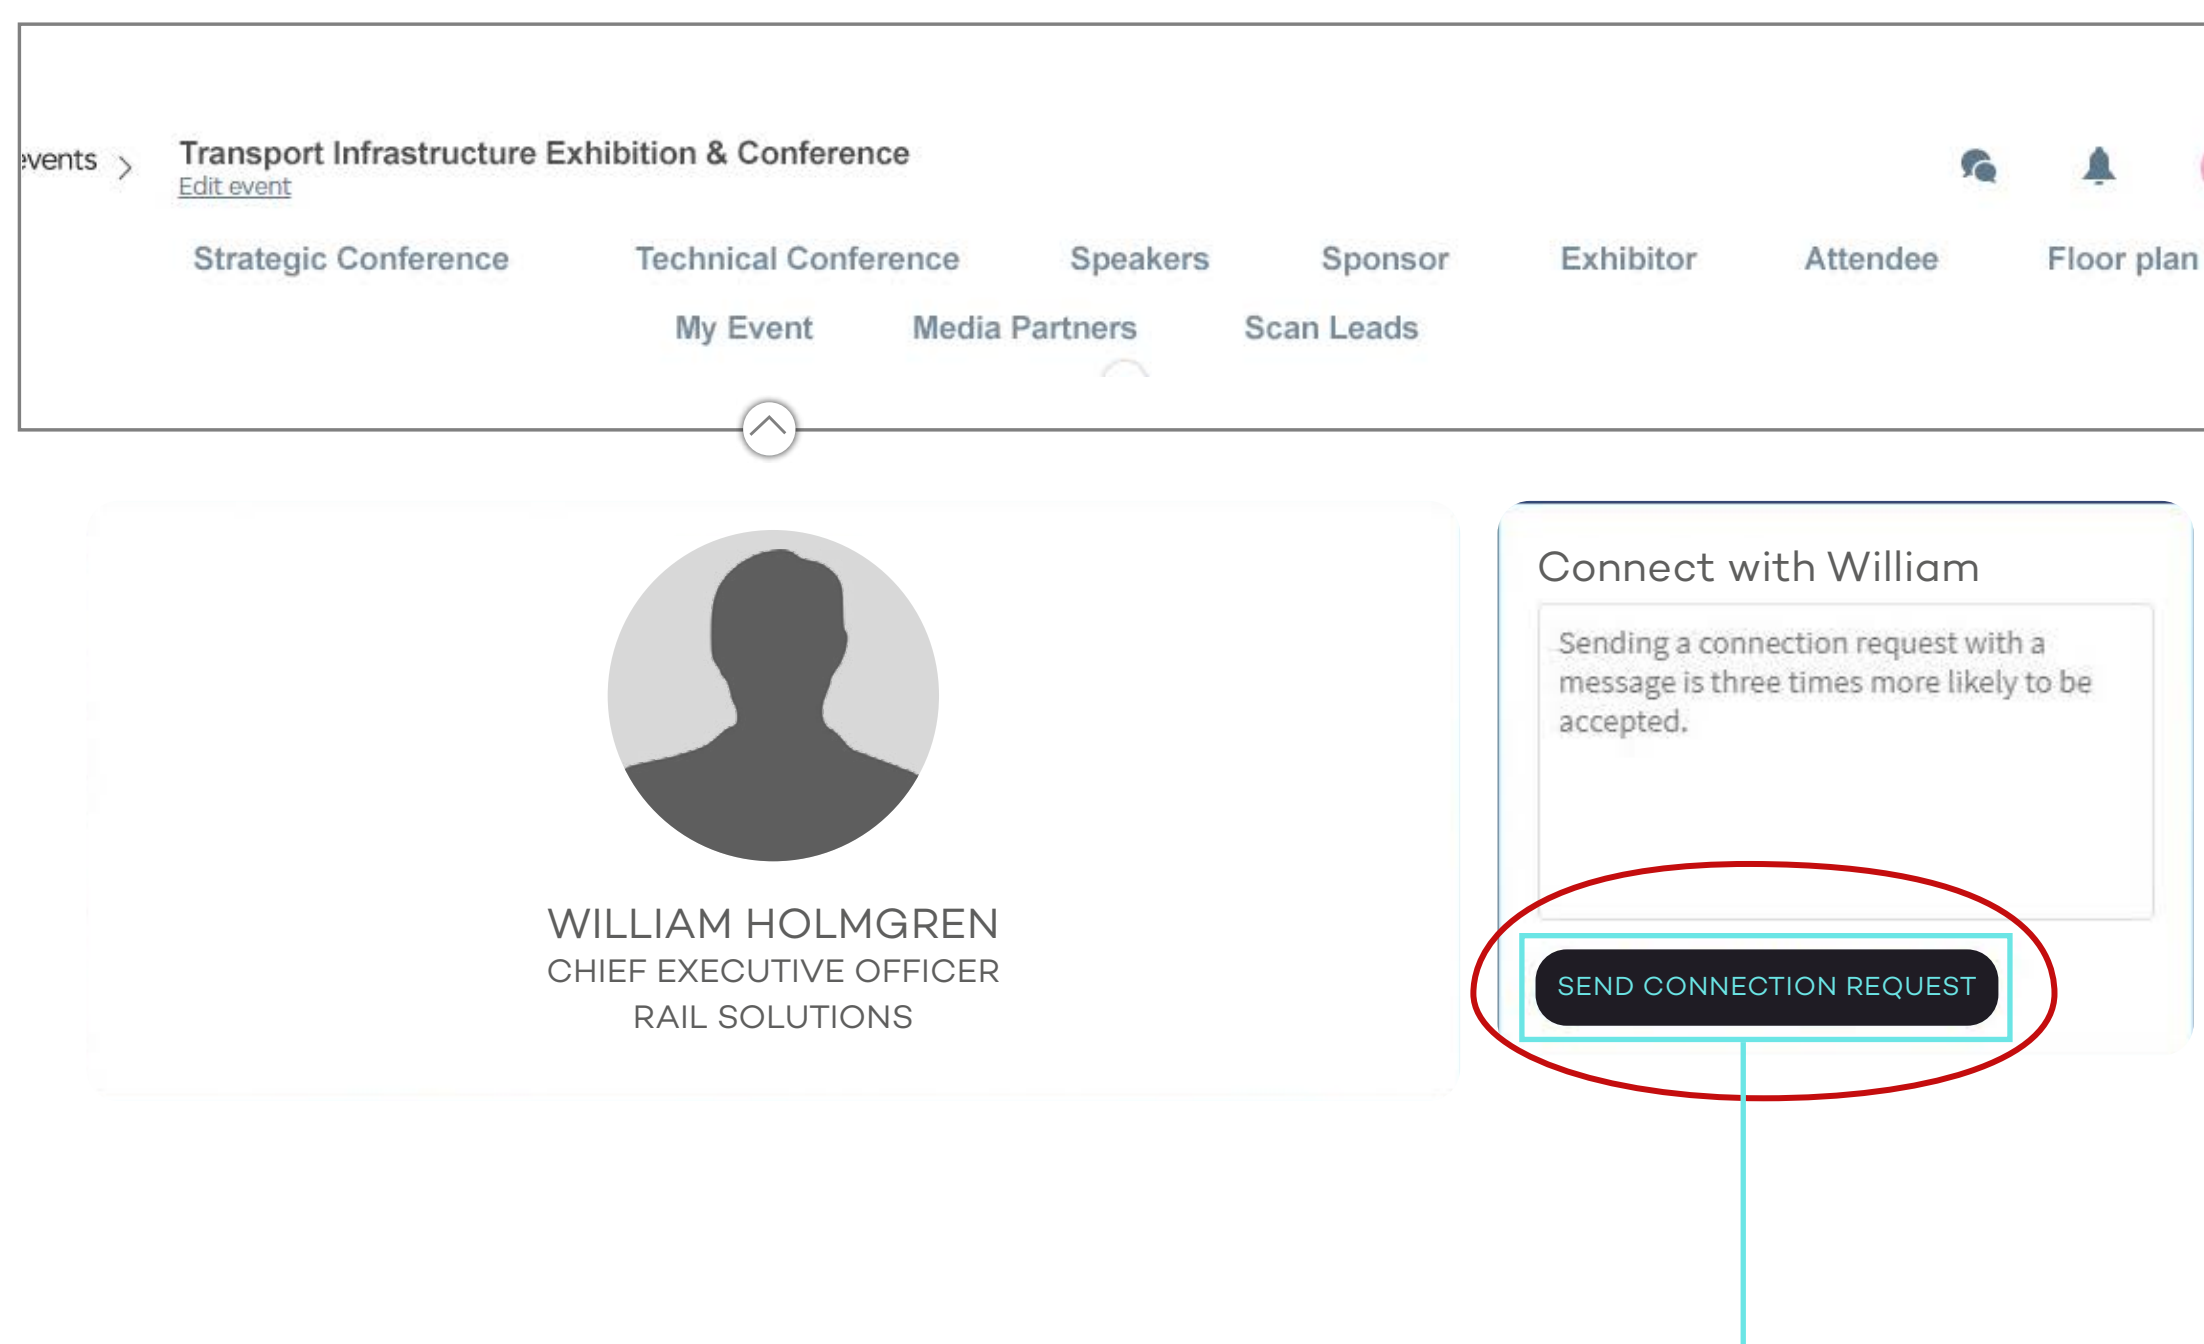 Transport Infrastructure Exhibition & Conference
Edit event
Strategic Conference Technical Conference Speakers Sponsor Exhibitor Attendee Floor plan
My Event Media Partners Scan Leads
Connect with William
Sending a connection request with a
message is three times more likely to be
accepted.
WILLIAM HOLMGREN
CHIEF EXECUTIVE OFFICER
RAIL SOLUTIONS
SEND CONNECTION REQUEST